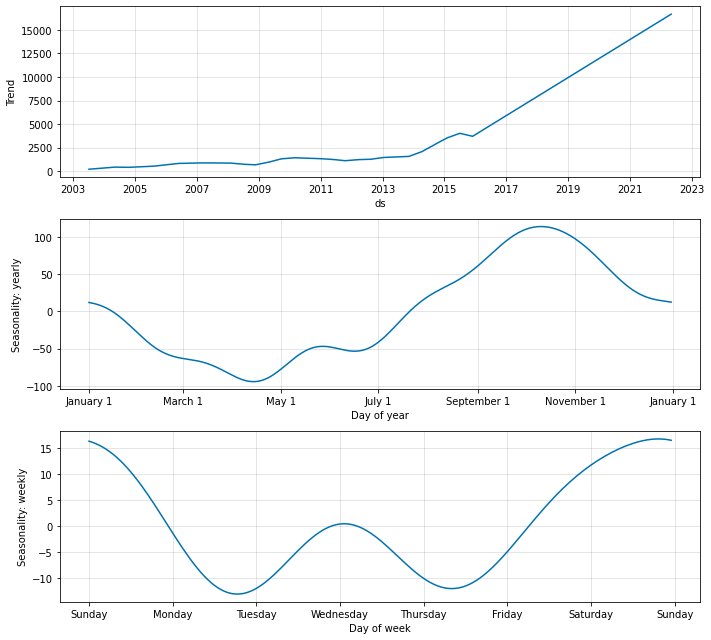 Trend
15000
12500
10000
7500
5000
2500
0
2003 2005 2007 2009 2011 2013 2015 2017 2019 2021 2023
ds
Seasonality: yearly
100
50
0
−50
−100
January 1 March 1 May 1 July 1 September 1 November 1 January 1
Day of year
Seasonality: weekly
15
10
5
0
−5
−10
Sunday Monday Tuesday Wednesday Thursday Friday Saturday Sunday
Day of week